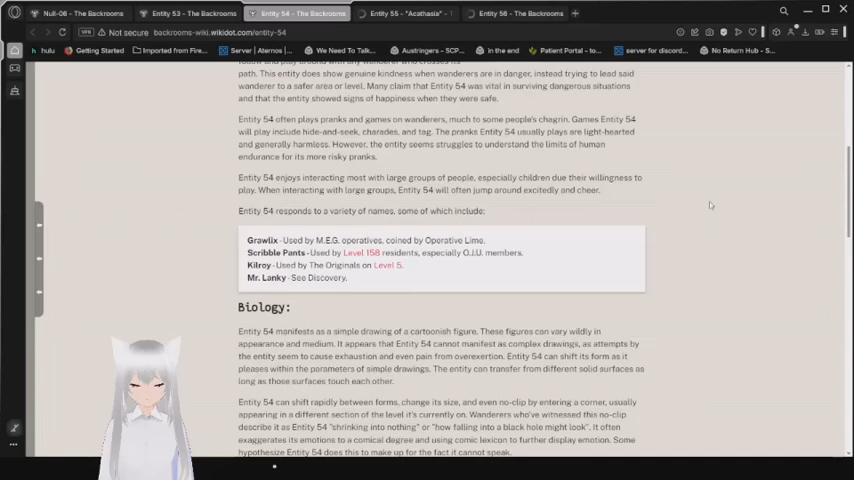 Null-06 - The Backrooms
Entity 53 - The Backrooms
Entity 54 - The Backrooms
Entity 55 - "Acathasia" - T
Entity 56 - The Backrooms
Not secure backrooms-wiki.wikidot.com/entity-54
hulu
Getting Started
Imported from Fire...
Server | Aternos |
We Need To Talk...
Austringers - SCP...
in the end
Patient Portal - to...
server for discord...
No Return Hub - Th...
path. This entity does show genuine kindness when wanderers are in danger, instead trying to lead said
wanderer to a safer area or level. Many claim that Entity 54 was vital in surviving dangerous situations
and that the entity showed signs of happiness when they were safe.
Entity 54 often plays pranks and games on wanderers, much to some people's chagrin. Games Entity 54
will play include hide-and-seek, charades, and tag. The pranks Entity 54 usually plays are light-hearted
and generally harmless. However, the entity seems struggles to understand the limits of human
endurance for its more risky pranks.
Entity 54 enjoys interacting most with large groups of people, especially children due their willingness to
play. When interacting with large groups, Entity 54 will often jump around excitedly and cheer.
Entity 54 responds to a variety of names, some of which include:
Grawlix - Used by M.E.G. operatives, coined by Operative Lime.
Scribble Pants - Used by Level 158 residents, especially O.J.U. members.
Kilroy - Used by The Originals on Level 5.
Mr. Lanky - See Discovery.
Biology:
Entity 54 manifests as a simple drawing of a cartoonish figure. These figures can vary wildly in
appearance and medium. It appears that Entity 54 cannot manifest as complex drawings, as attempts by
the entity seem to cause exhaustion and even pain from overexertion. Entity 54 can shift its form as it
pleases within the parameters of simple drawings. The entity can transfer from different solid surfaces as
long as those surfaces touch each other.
Entity 54 can shift rapidly between forms, change its size, and even no-clip by entering a corner, usually
appearing in a different section of the level it's currently on. Wanderers who've witnessed this no-clip
describe it as Entity 54 "shrinking into nothing" or "how falling into a black hole might look". It often
exaggerates its emotions to a comical degree and using comic lexicon to further display emotion. Some
hypothesize Entity 54 does this to make up for the fact it cannot speak.